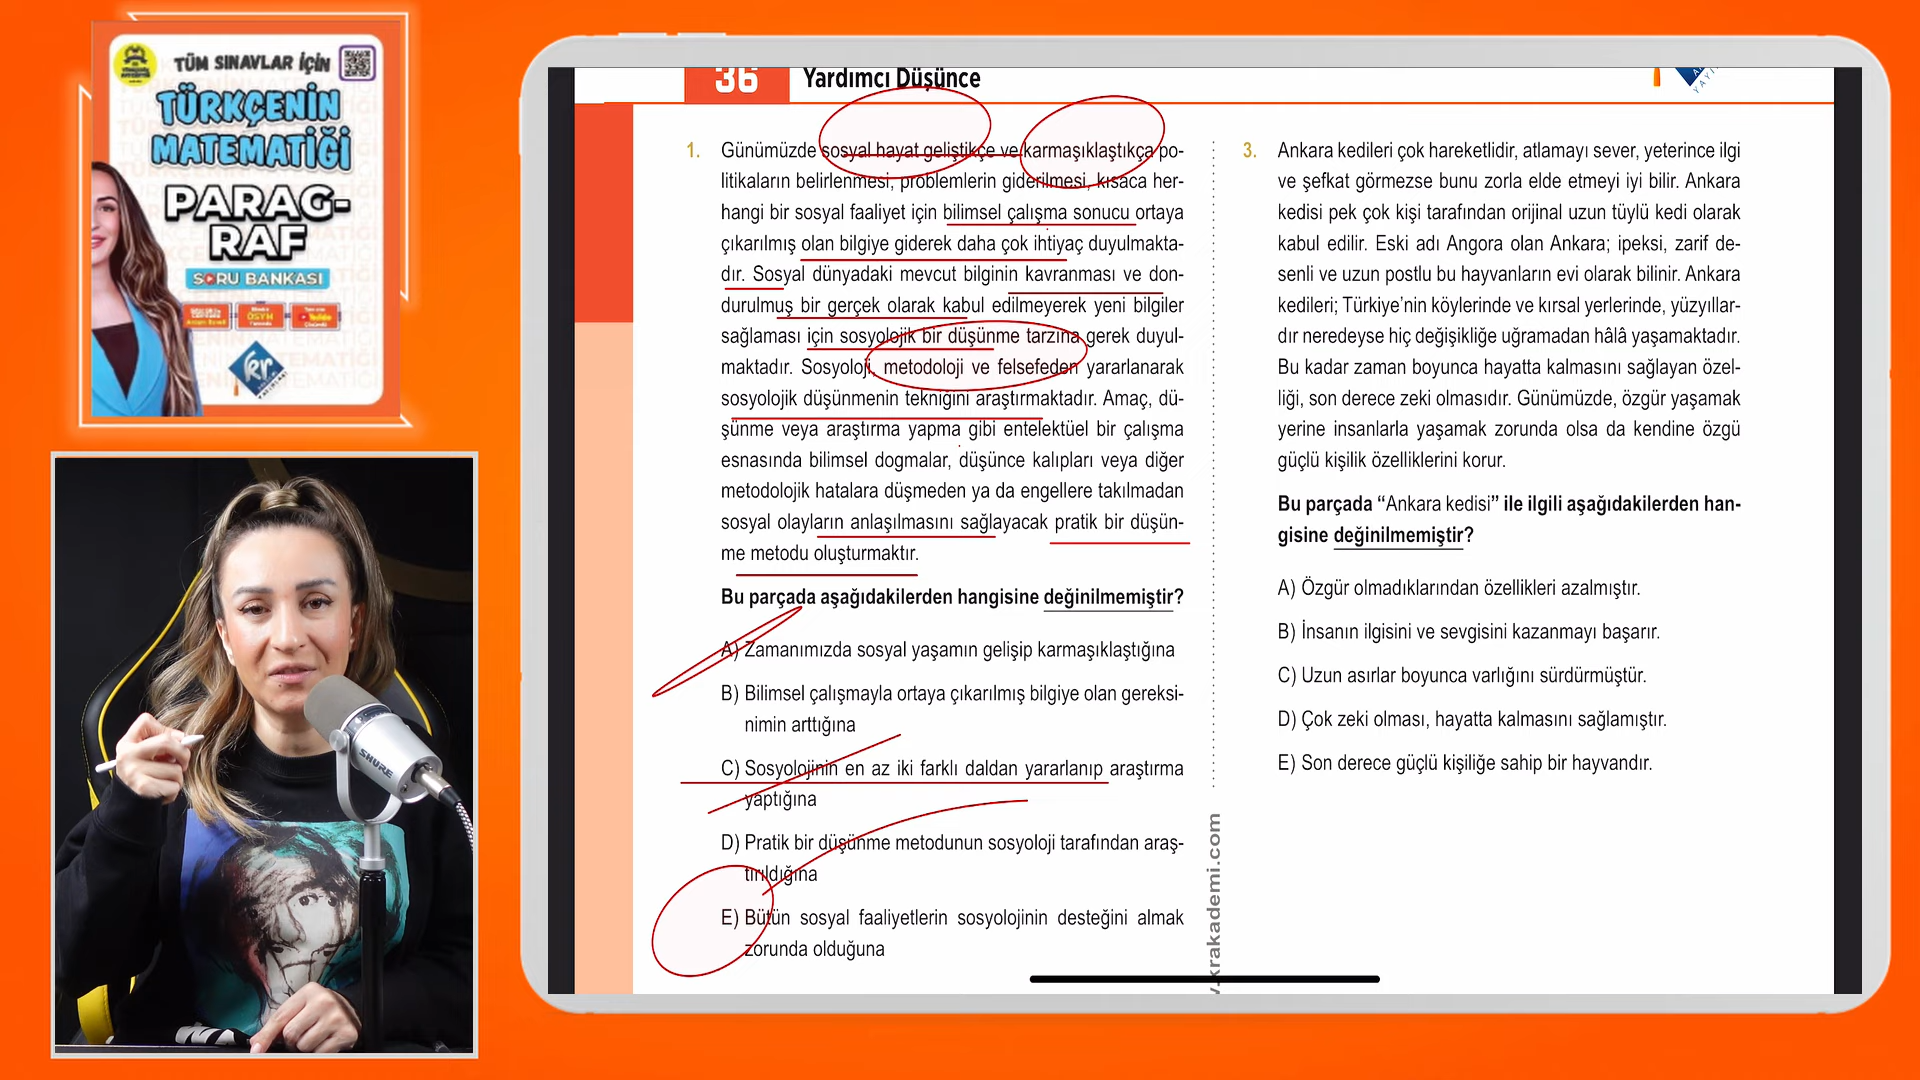 TÜM SINAVLAR İÇİN
TÜRKÇENİN
MATEMATİĞİ
PARAG-
RAF
SORU BANKASI
ÖSYM
kr
SHURE
36 Yardımcı Düşünce
1. Günümüzde sosyal hayat geliştikçe ve karmaşıklaştıkça po-
litikaların belirlenmesi, problemlerin giderilmesi, kısaca her-
hangi bir sosyal faaliyet için bilimsel çalışma sonucu ortaya
çıkarılmış olan bilgiye giderek daha çok ihtiyaç duyulmakta-
dır. Sosyal dünyadaki mevcut bilginin kavranması ve don-
durulmuş bir gerçek olarak kabul edilmeyerek yeni bilgiler
sağlaması için sosyolojik bir düşünme tarzına gerek duyul-
maktadır. Sosyoloji, metodoloji ve felsefeden yararlanarak
sosyolojik düşünmenin tekniğini araştırmaktadır. Amaç, dü-
şünme veya araştırma yapma gibi entelektüel bir çalışma
esnasında bilimsel dogmalar, düşünce kalıpları veya diğer
metodolojik hatalara düşmeden ya da engellere takılmadan
sosyal olayların anlaşılmasını sağlayacak pratik bir düşün-
me metodu oluşturmaktır.
Bu parçada aşağıdakilerden hangisine değinilmemiştir?
A) Zamanımızda sosyal yaşamın gelişip karmaşıklaştığına
B) Bilimsel çalışmayla ortaya çıkarılmış bilgiye olan gereksi-
nimin arttığına
C) Sosyolojinin en az iki farklı daldan yararlanıp araştırma
yaptığına
D) Pratik bir düşünme metodunun sosyoloji tarafından araş-
tırıldığına
E) Bütün sosyal faaliyetlerin sosyolojinin desteğini almak
zorunda olduğuna
3. Ankara kedileri çok hareketlidir, atlamayı sever, yeterince ilgi
ve şefkat görmezse bunu zorla elde etmeyi iyi bilir. Ankara
kedisi pek çok kişi tarafından orijinal uzun tüylü kedi olarak
kabul edilir. Eski adı Angora olan Ankara; ipeksi, zarif de-
senli ve uzun postlu bu hayvanların evi olarak bilinir. Ankara
kedileri; Türkiye'nin köylerinde ve kırsal yerlerinde, yüzyıllar-
dır neredeyse hiç değişikliğe uğramadan hâlâ yaşamaktadır.
Bu kadar zaman boyunca hayatta kalmasını sağlayan özel-
liği, son derece zeki olmasıdır. Günümüzde, özgür yaşamak
yerine insanlarla yaşamak zorunda olsa da kendine özgü
güçlü kişilik özelliklerini korur.
Bu parçada “Ankara kedisi” ile ilgili aşağıdakilerden han-
gisine değinilmemiştir?
A) Özgür olmadıklarından özellikleri azalmıştır.
B) İnsanın ilgisini ve sevgisini kazanmayı başarır.
C) Uzun asırlar boyunca varlığını sürdürmüştür.
D) Çok zeki olması, hayatta kalmasını sağlamıştır.
E) Son derece güçlü kişiliğe sahip bir hayvandır.
.krakademi.com